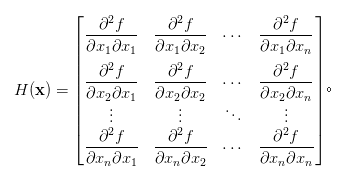 H(x) = [ ∂²f/∂x₁∂x₁ ∂²f/∂x₁∂x₂ ⋯ ∂²f/∂x₁∂xₙ
∂²f/∂x₂∂x₁ ∂²f/∂x₂∂x₂ ⋯ ∂²f/∂x₂∂xₙ
⋮ ⋮ ⋱ ⋮
∂²f/∂xₙ∂x₁ ∂²f/∂xₙ∂x₂ ⋯ ∂²f/∂xₙ∂xₙ ]。